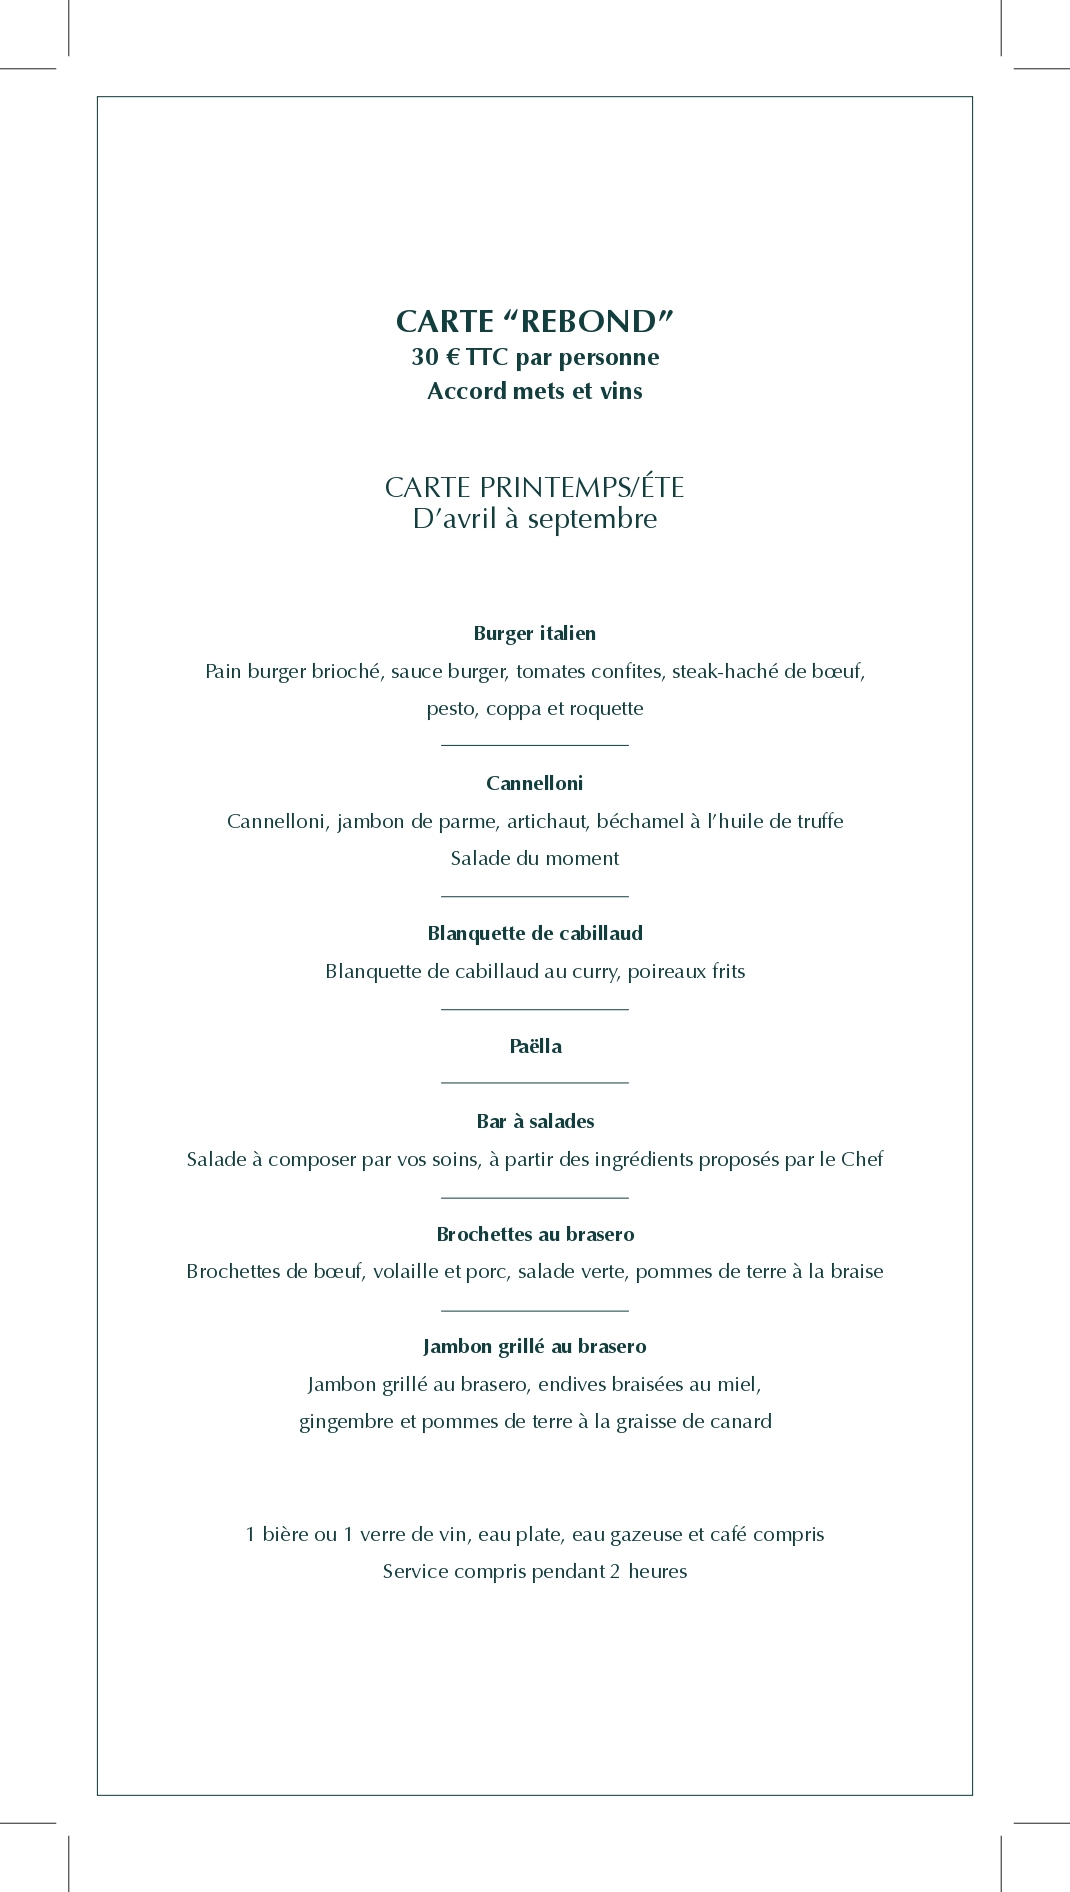 CARTE “REBOND”
30 € TTC par personne
Accord mets et vins
CARTE PRINTEMPS/ÉTE
D’avril à septembre
Burger italien
Pain burger brioché, sauce burger, tomates confites, steak-haché de bœuf,
pesto, coppa et roquette
Cannelloni
Cannelloni, jambon de parme, artichaut, béchamel à l’huile de truffe
Salade du moment
Blanquette de cabillaud
Blanquette de cabillaud au curry, poireaux frits
Paëlla
Bar à salades
Salade à composer par vos soins, à partir des ingrédients proposés par le Chef
Brochettes au brasero
Brochettes de bœuf, volaille et porc, salade verte, pommes de terre à la braise
Jambon grillé au brasero
Jambon grillé au brasero, endives braisées au miel,
gingembre et pommes de terre à la graisse de canard
1 bière ou 1 verre de vin, eau plate, eau gazeuse et café compris
Service compris pendant 2 heures